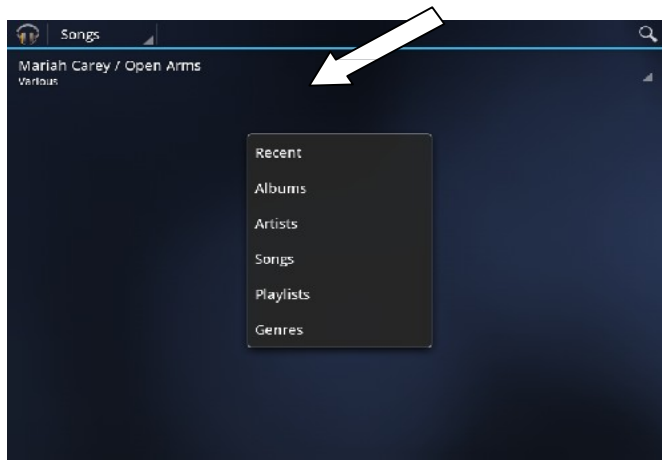 Songs
Mariah Carey / Open Arms
Various
Recent
Albums
Artists
Songs
Playlists
Genres